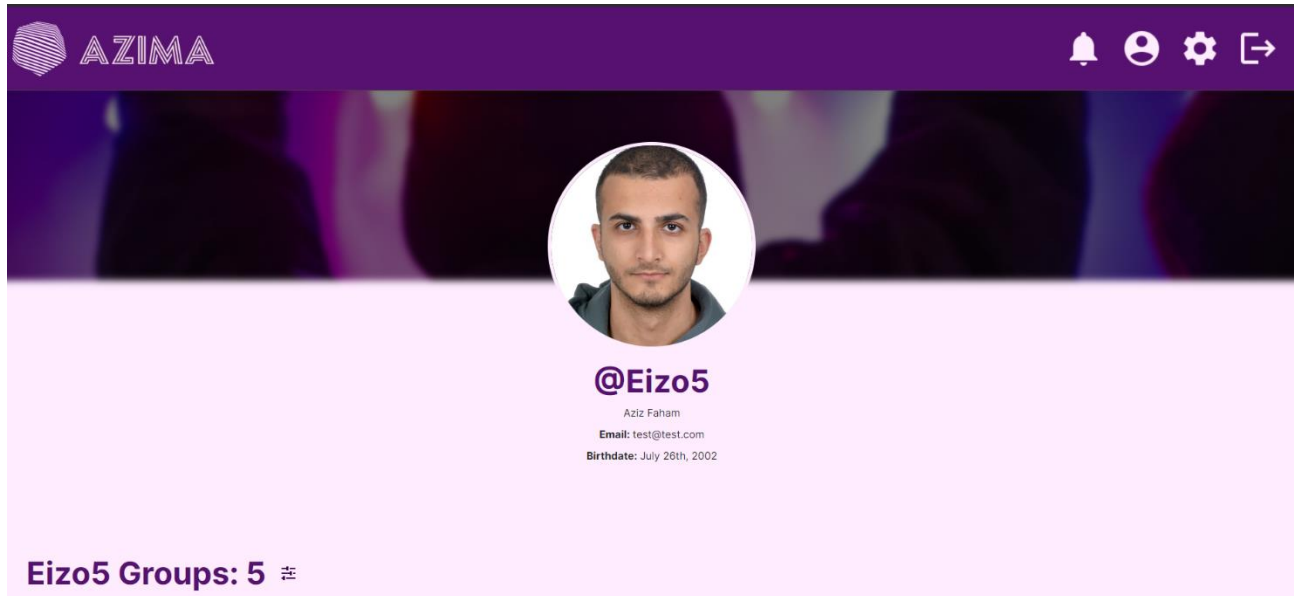 AZIMA
@Eizo5
Aziz Faham
Email: test@test.com
Birthdate: July 26th, 2002
Eizo5 Groups: 5